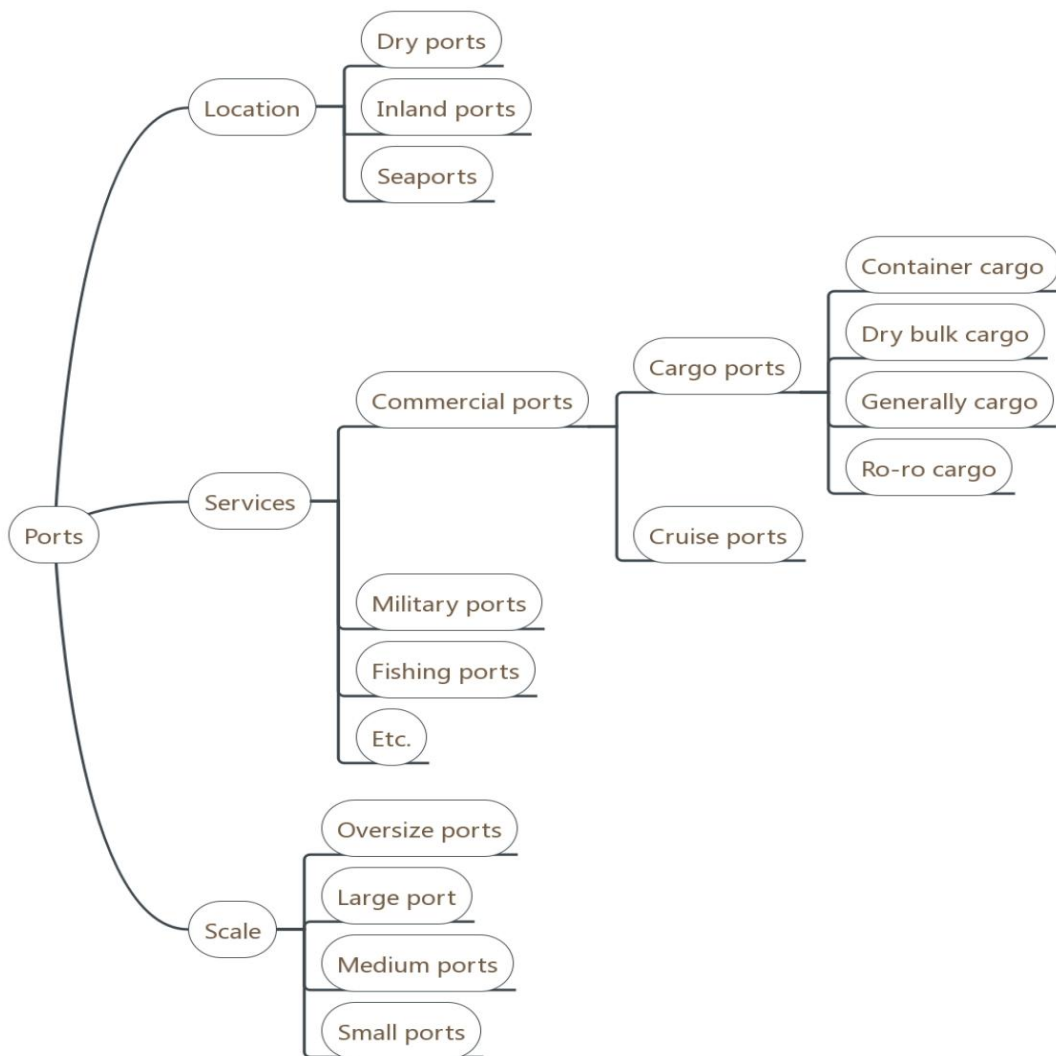 Ports
Location
Dry ports
Inland ports
Seaports
Services
Commercial ports
Cargo ports
Container cargo
Dry bulk cargo
Generally cargo
Ro-ro cargo
Cruise ports
Military ports
Fishing ports
Etc.
Scale
Oversize ports
Large port
Medium ports
Small ports